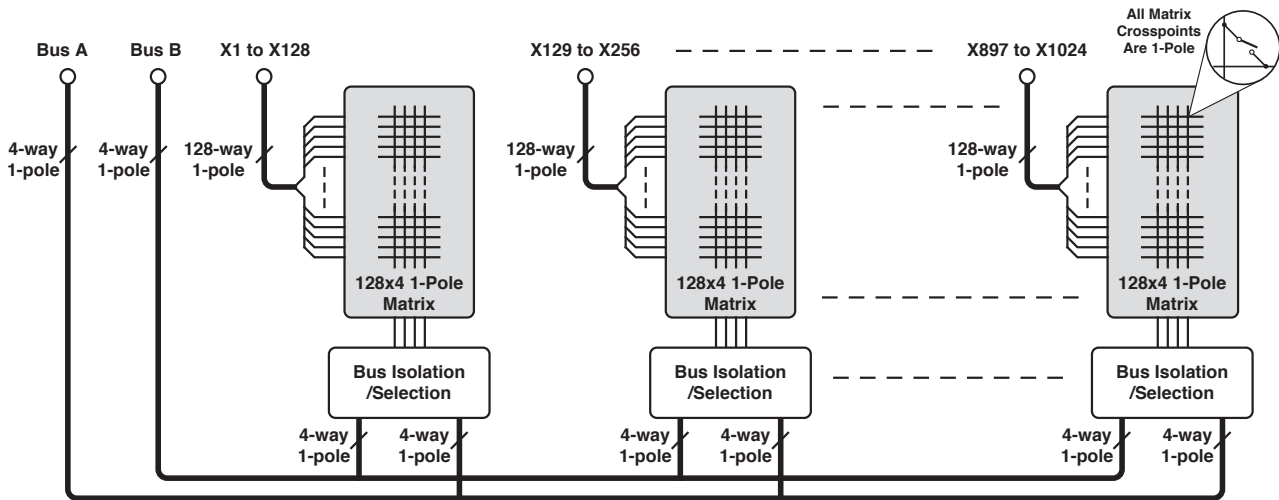 All Matrix
Crosspoints
Are 1-Pole
Bus A
Bus B
X1 to X128
X129 to X256
X897 to X1024
4-way
1-pole
4-way
1-pole
128-way
1-pole
128-way
1-pole
128-way
1-pole
128x4 1-Pole
Matrix
128x4 1-Pole
Matrix
128x4 1-Pole
Matrix
Bus Isolation
/Selection
Bus Isolation
/Selection
Bus Isolation
/Selection
4-way
1-pole
4-way
1-pole
4-way
1-pole
4-way
1-pole
4-way
1-pole
4-way
1-pole